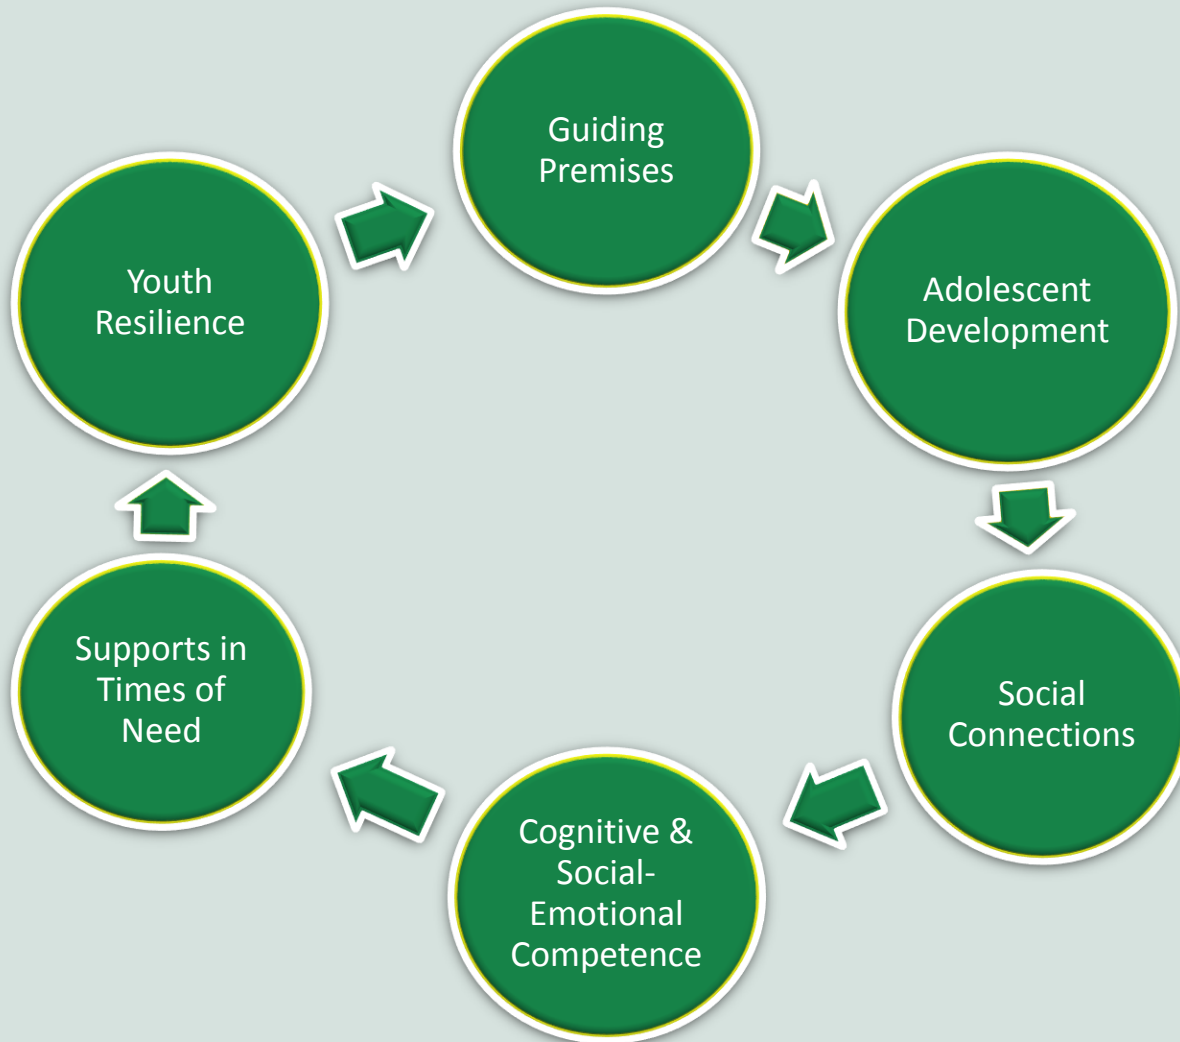 Guiding
Premises
Adolescent
Development
Social
Connections
Cognitive &
Social-
Emotional
Competence
Supports in
Times of
Need
Youth
Resilience